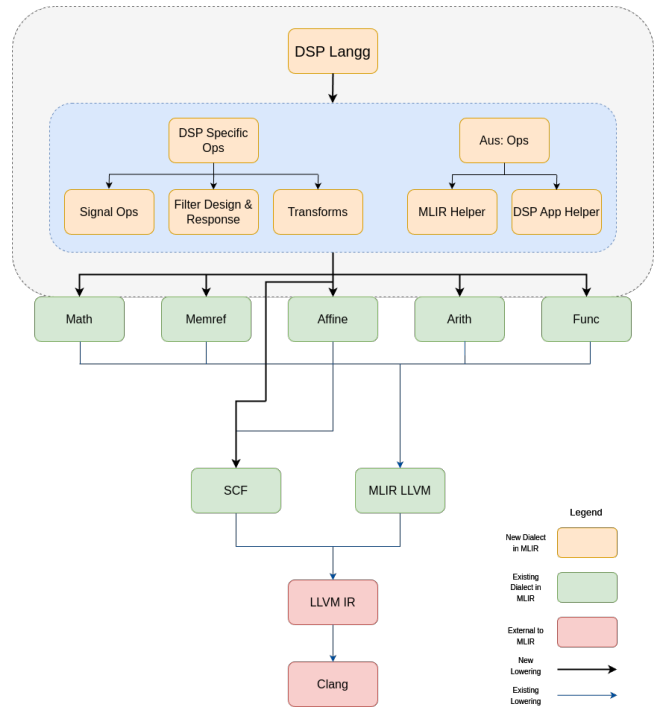 DSP Langg
DSP Specific
Ops
Aus: Ops
Signal Ops
Filter Design &
Response
Transforms
MLIR Helper
DSP App Helper
Math
Memref
Affine
Arith
Func
SCF
MLIR LLVM
LLVM IR
Clang
Legend
New Dialect
in MLIR
Existing
Dialect in
MLIR
External to
MLIR
New
Lowering
Existing
Lowering